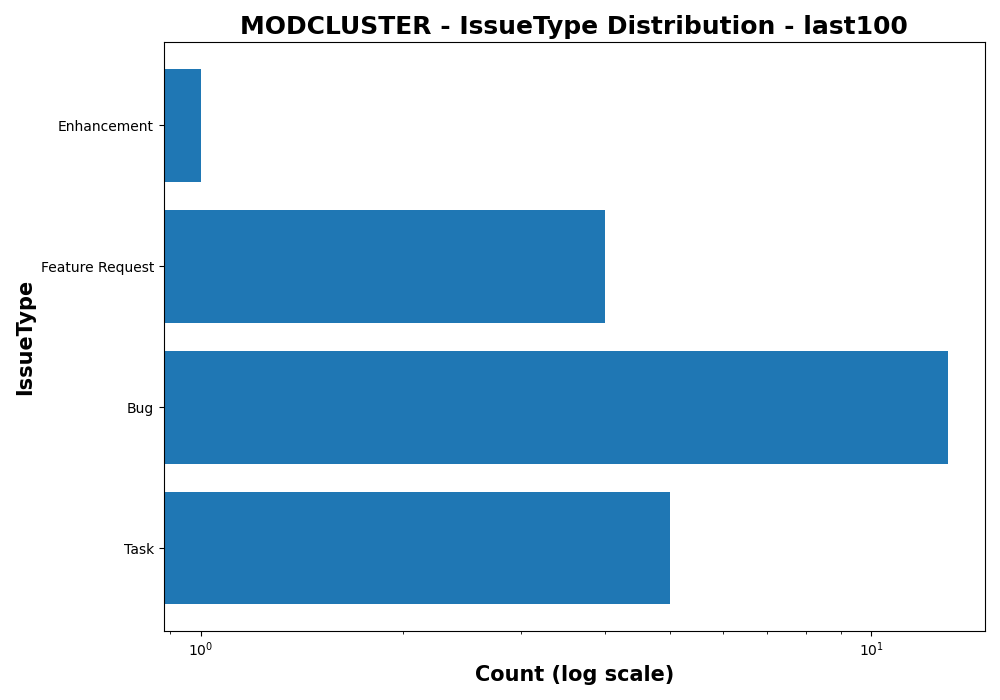 MODCLUSTER - IssueType Distribution - last100
IssueType
Enhancement
Feature Request
Bug
Task
10⁰
10¹
Count (log scale)